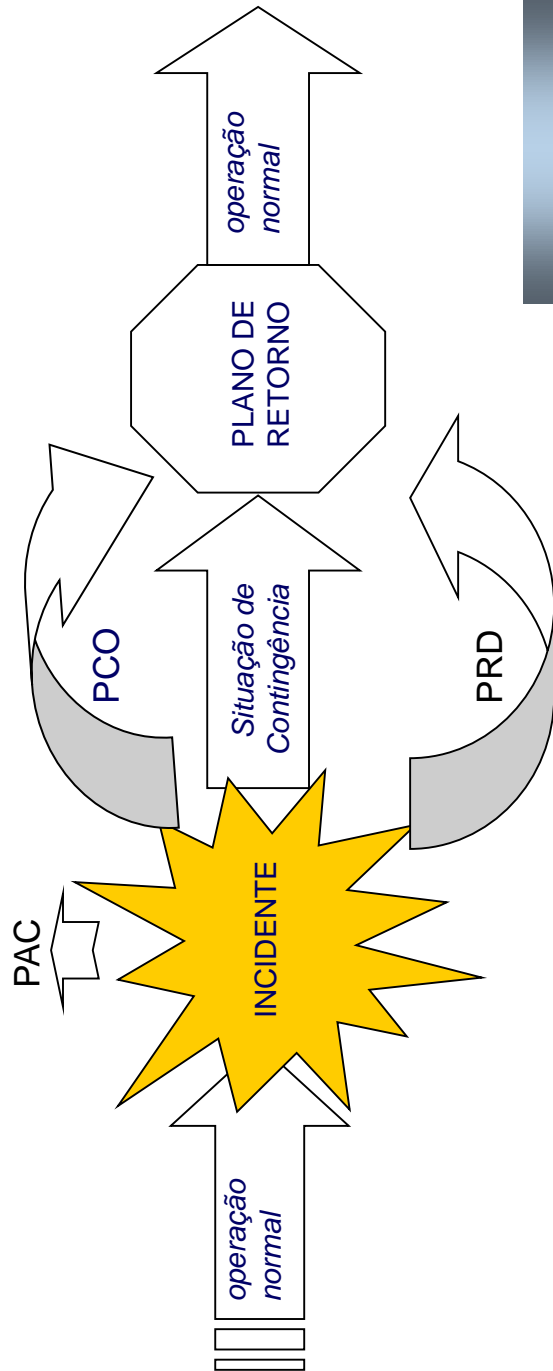 PAC
operação
normal
INCIDENTE
PCO
Situação de
Contingência
PRD
PLANO DE
RETORNO
operação
normal